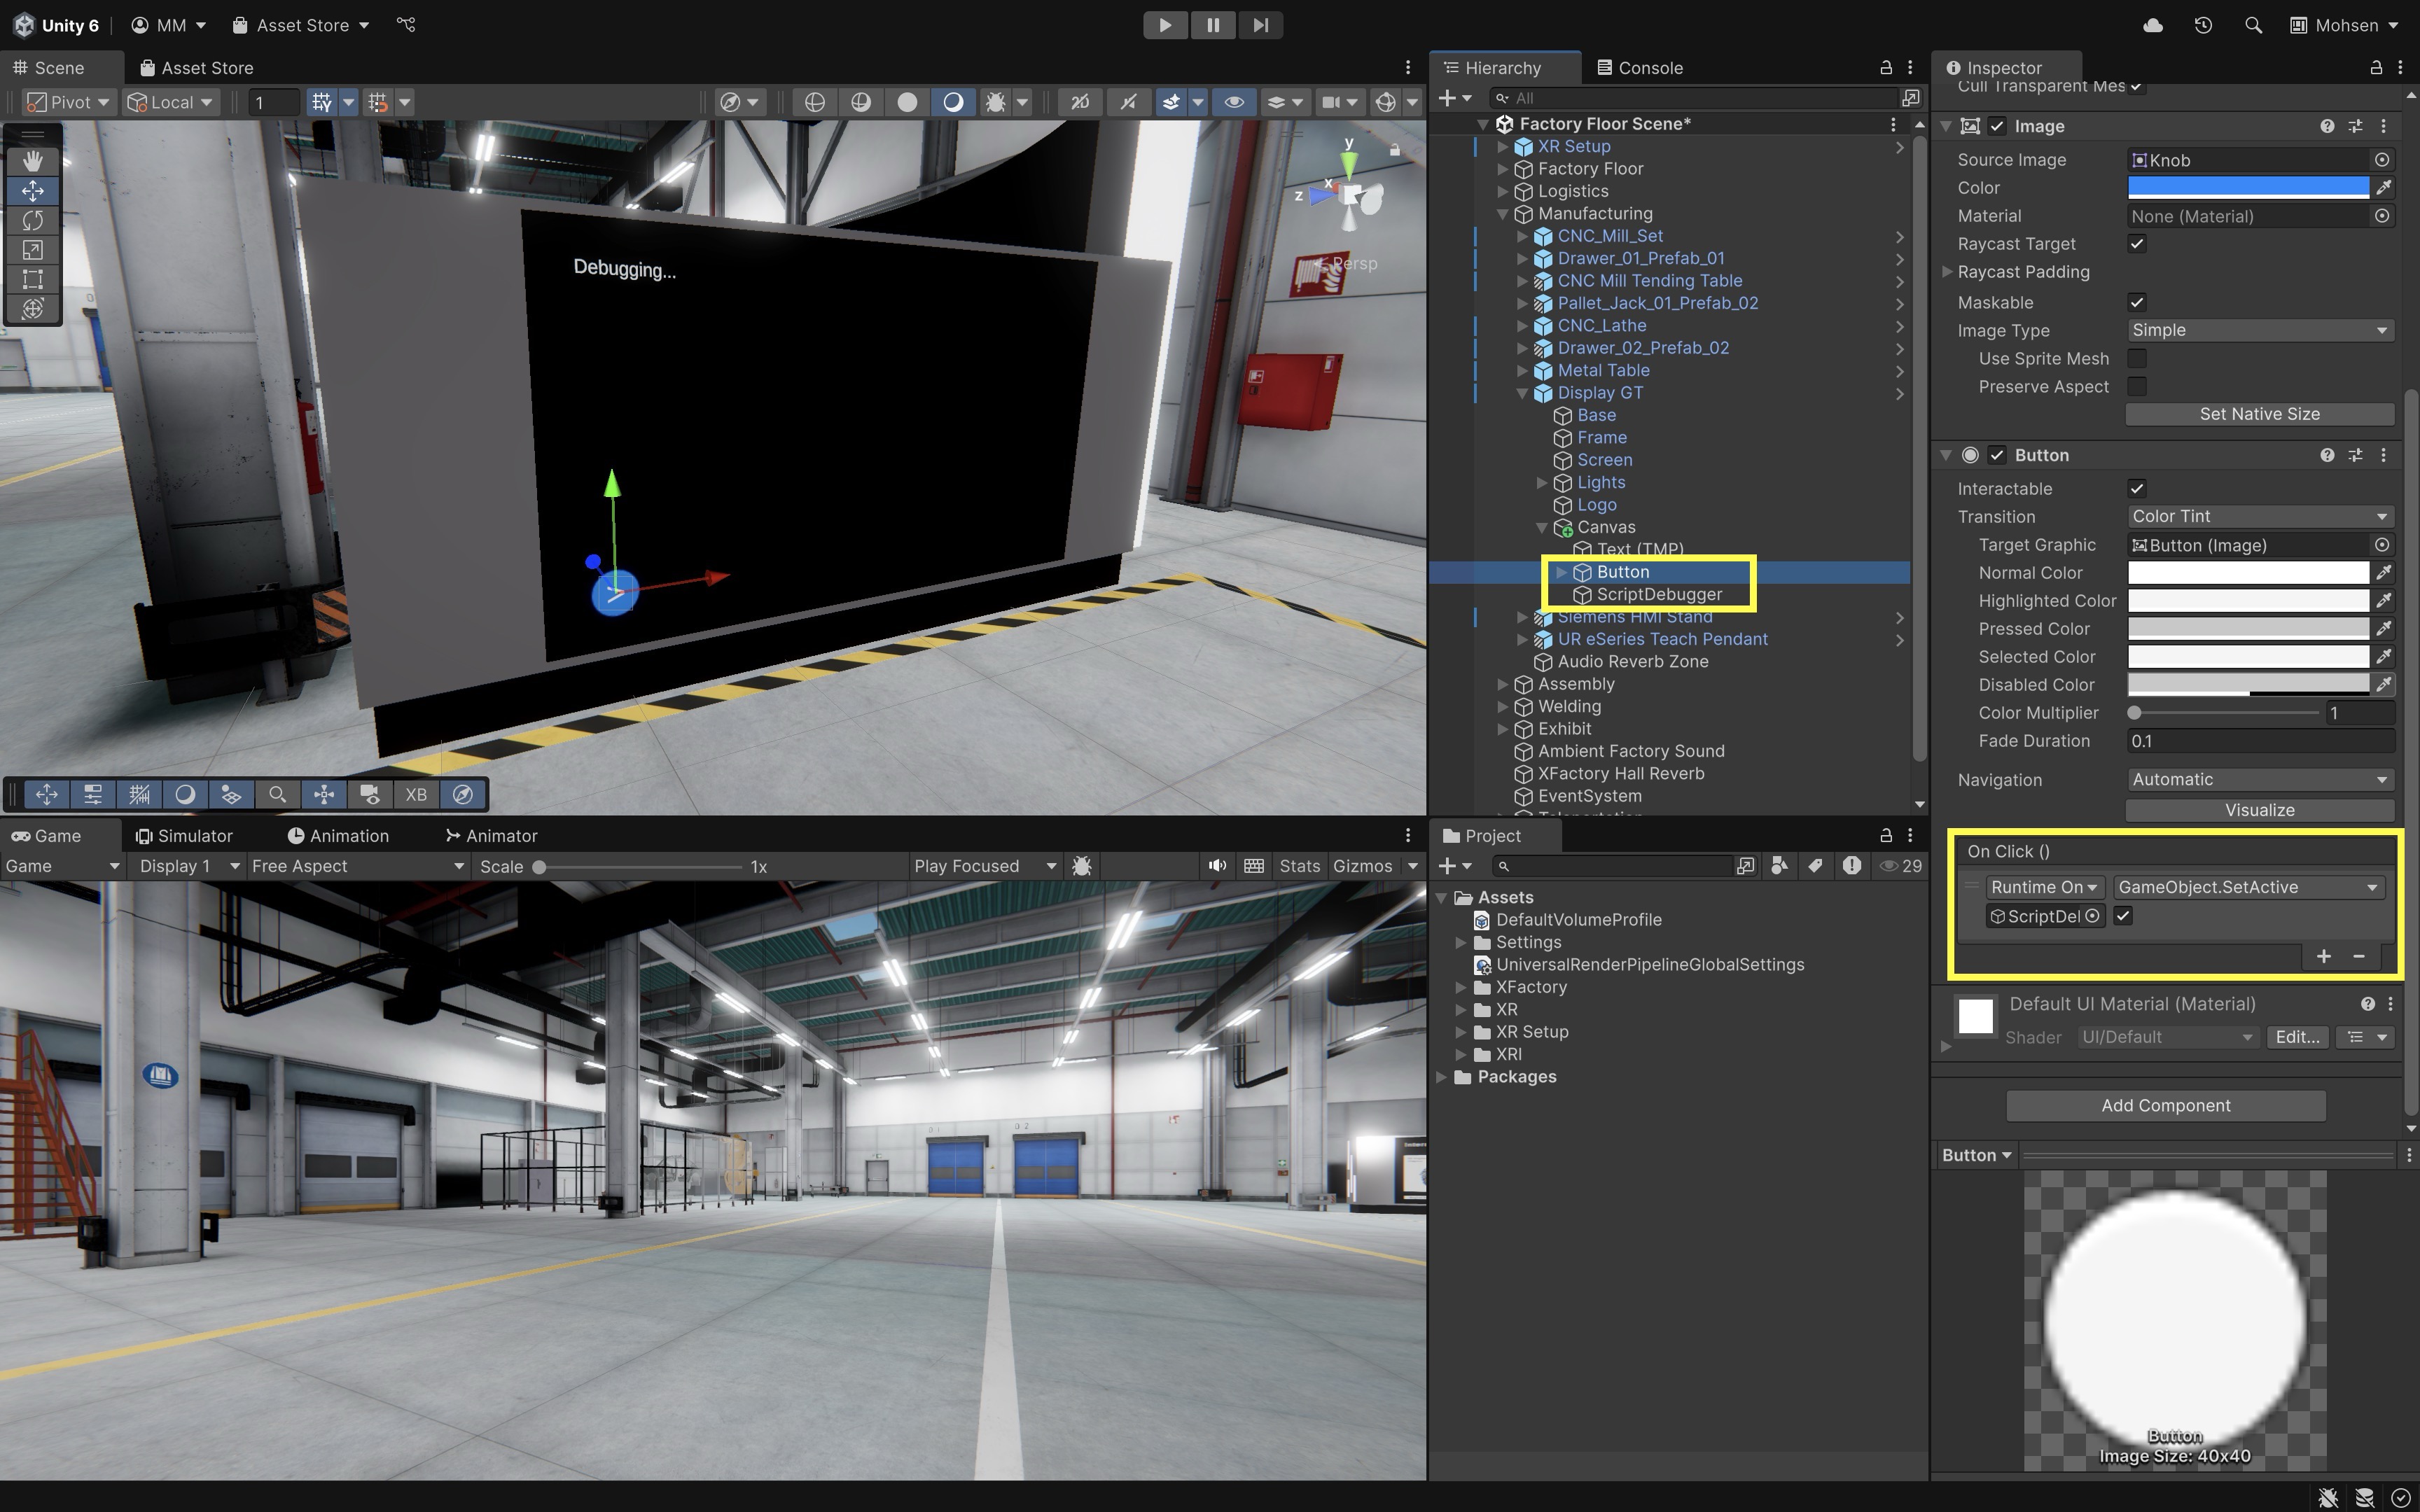 Unity 6
MM
Asset Store
Mohsen
Scene
Asset Store
Pivot
Local
1
2D
Debugging...
y
x
z
Persp
XB
Hierarchy
Console
All
Factory Floor Scene*
XR Setup
Factory Floor
Logistics
Manufacturing
CNC_Mill_Set
Drawer_01_Prefab_01
CNC Mill Tending Table
Pallet_Jack_01_Prefab_02
CNC_Lathe
Drawer_02_Prefab_02
Metal Table
Display GT
Base
Frame
Screen
Lights
Logo
Canvas
Text (TMP)
Button
ScriptDebugger
Siemens HMI Stand
UR eSeries Teach Pendant
Audio Reverb Zone
Assembly
Welding
Exhibit
Ambient Factory Sound
XFactory Hall Reverb
EventSystem
Inspector
Cull Transparent Mes
Image
Source Image
Knob
Color
Material
None (Material)
Raycast Target
Raycast Padding
Maskable
Image Type
Simple
Use Sprite Mesh
Preserve Aspect
Set Native Size
Button
Interactable
Transition
Color Tint
Target Graphic
Button (Image)
Normal Color
Highlighted Color
Pressed Color
Selected Color
Disabled Color
Color Multiplier
1
Fade Duration
0.1
Navigation
Automatic
Visualize
On Click ()
Runtime On
GameObject.SetActive
ScriptDel
+ −
Default UI Material (Material)
Shader
UI/Default
Edit...
Add Component
Button
Button
Image Size: 40x40
Game
Simulator
Animation
Animator
Game
Display 1
Free Aspect
Scale
1x
Play Focused
Stats
Gizmos
Project
29
Assets
DefaultVolumeProfile
Settings
UniversalRenderPipelineGlobalSettings
XFactory
XR
XR Setup
XRI
Packages